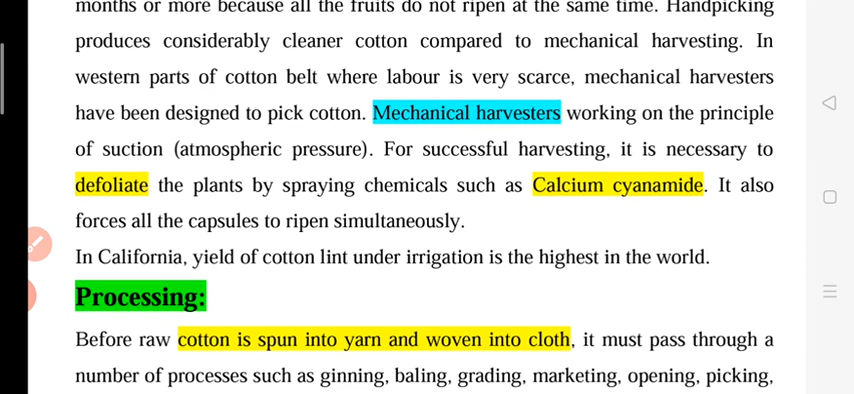 months or more because all the fruits do not ripen at the same time. Handpicking
produces considerably cleaner cotton compared to mechanical harvesting. In
western parts of cotton belt where labour is very scarce, mechanical harvesters
have been designed to pick cotton. Mechanical harvesters working on the principle
of suction (atmospheric pressure). For successful harvesting, it is necessary to
defoliate the plants by spraying chemicals such as Calcium cyanamide. It also
forces all the capsules to ripen simultaneously.
In California, yield of cotton lint under irrigation is the highest in the world.
Processing:
Before raw cotton is spun into yarn and woven into cloth, it must pass through a
number of processes such as ginning, baling, grading, marketing, opening, picking,